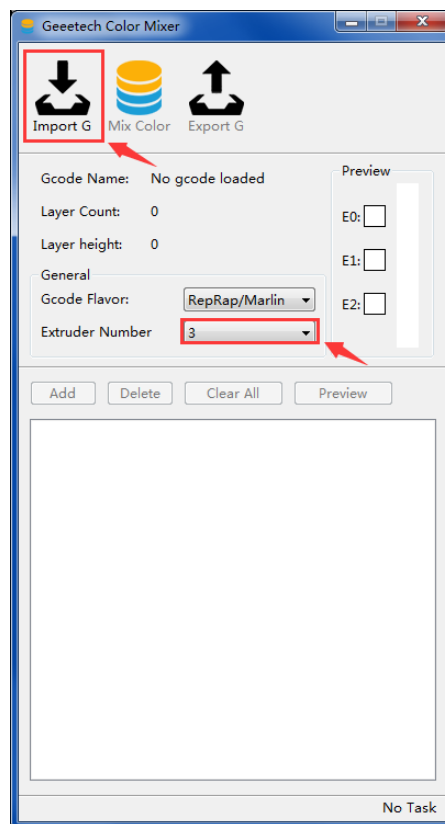 Geeetech Color Mixer
Import G Mix Color Export G
Gcode Name: No gcode loaded
Layer Count: 0
Layer height: 0
General
Gcode Flavor: RepRap/Marlin
Extruder Number 3
Preview
E0:
E1:
E2:
Add Delete Clear All Preview
No Task